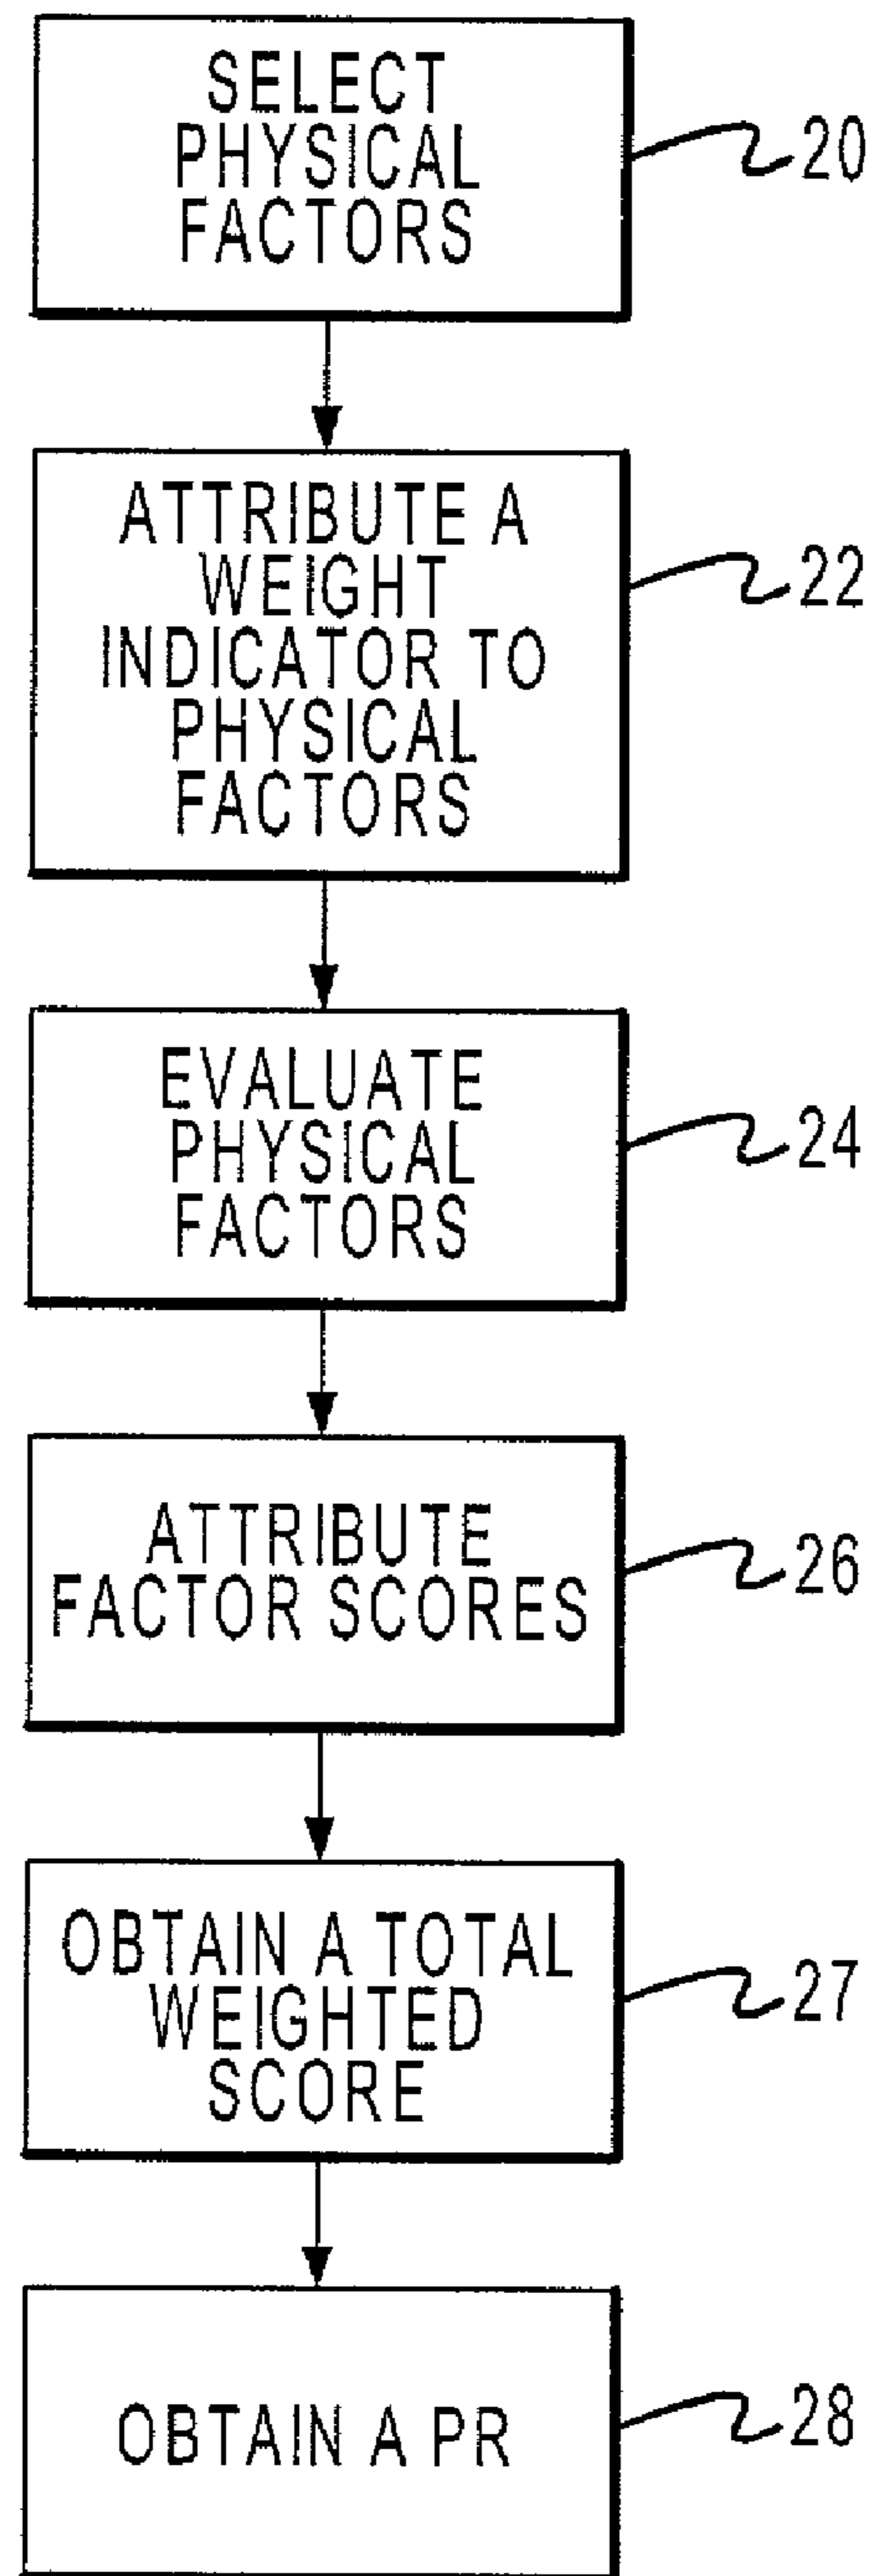 SELECT
PHYSICAL
FACTORS
20
ATTRIBUTE A
WEIGHT
INDICATOR TO
PHYSICAL
FACTORS
22
EVALUATE
PHYSICAL
FACTORS
24
ATTRIBUTE
FACTOR SCORES
26
OBTAIN A TOTAL
WEIGHTED
SCORE
27
OBTAIN A PR
28